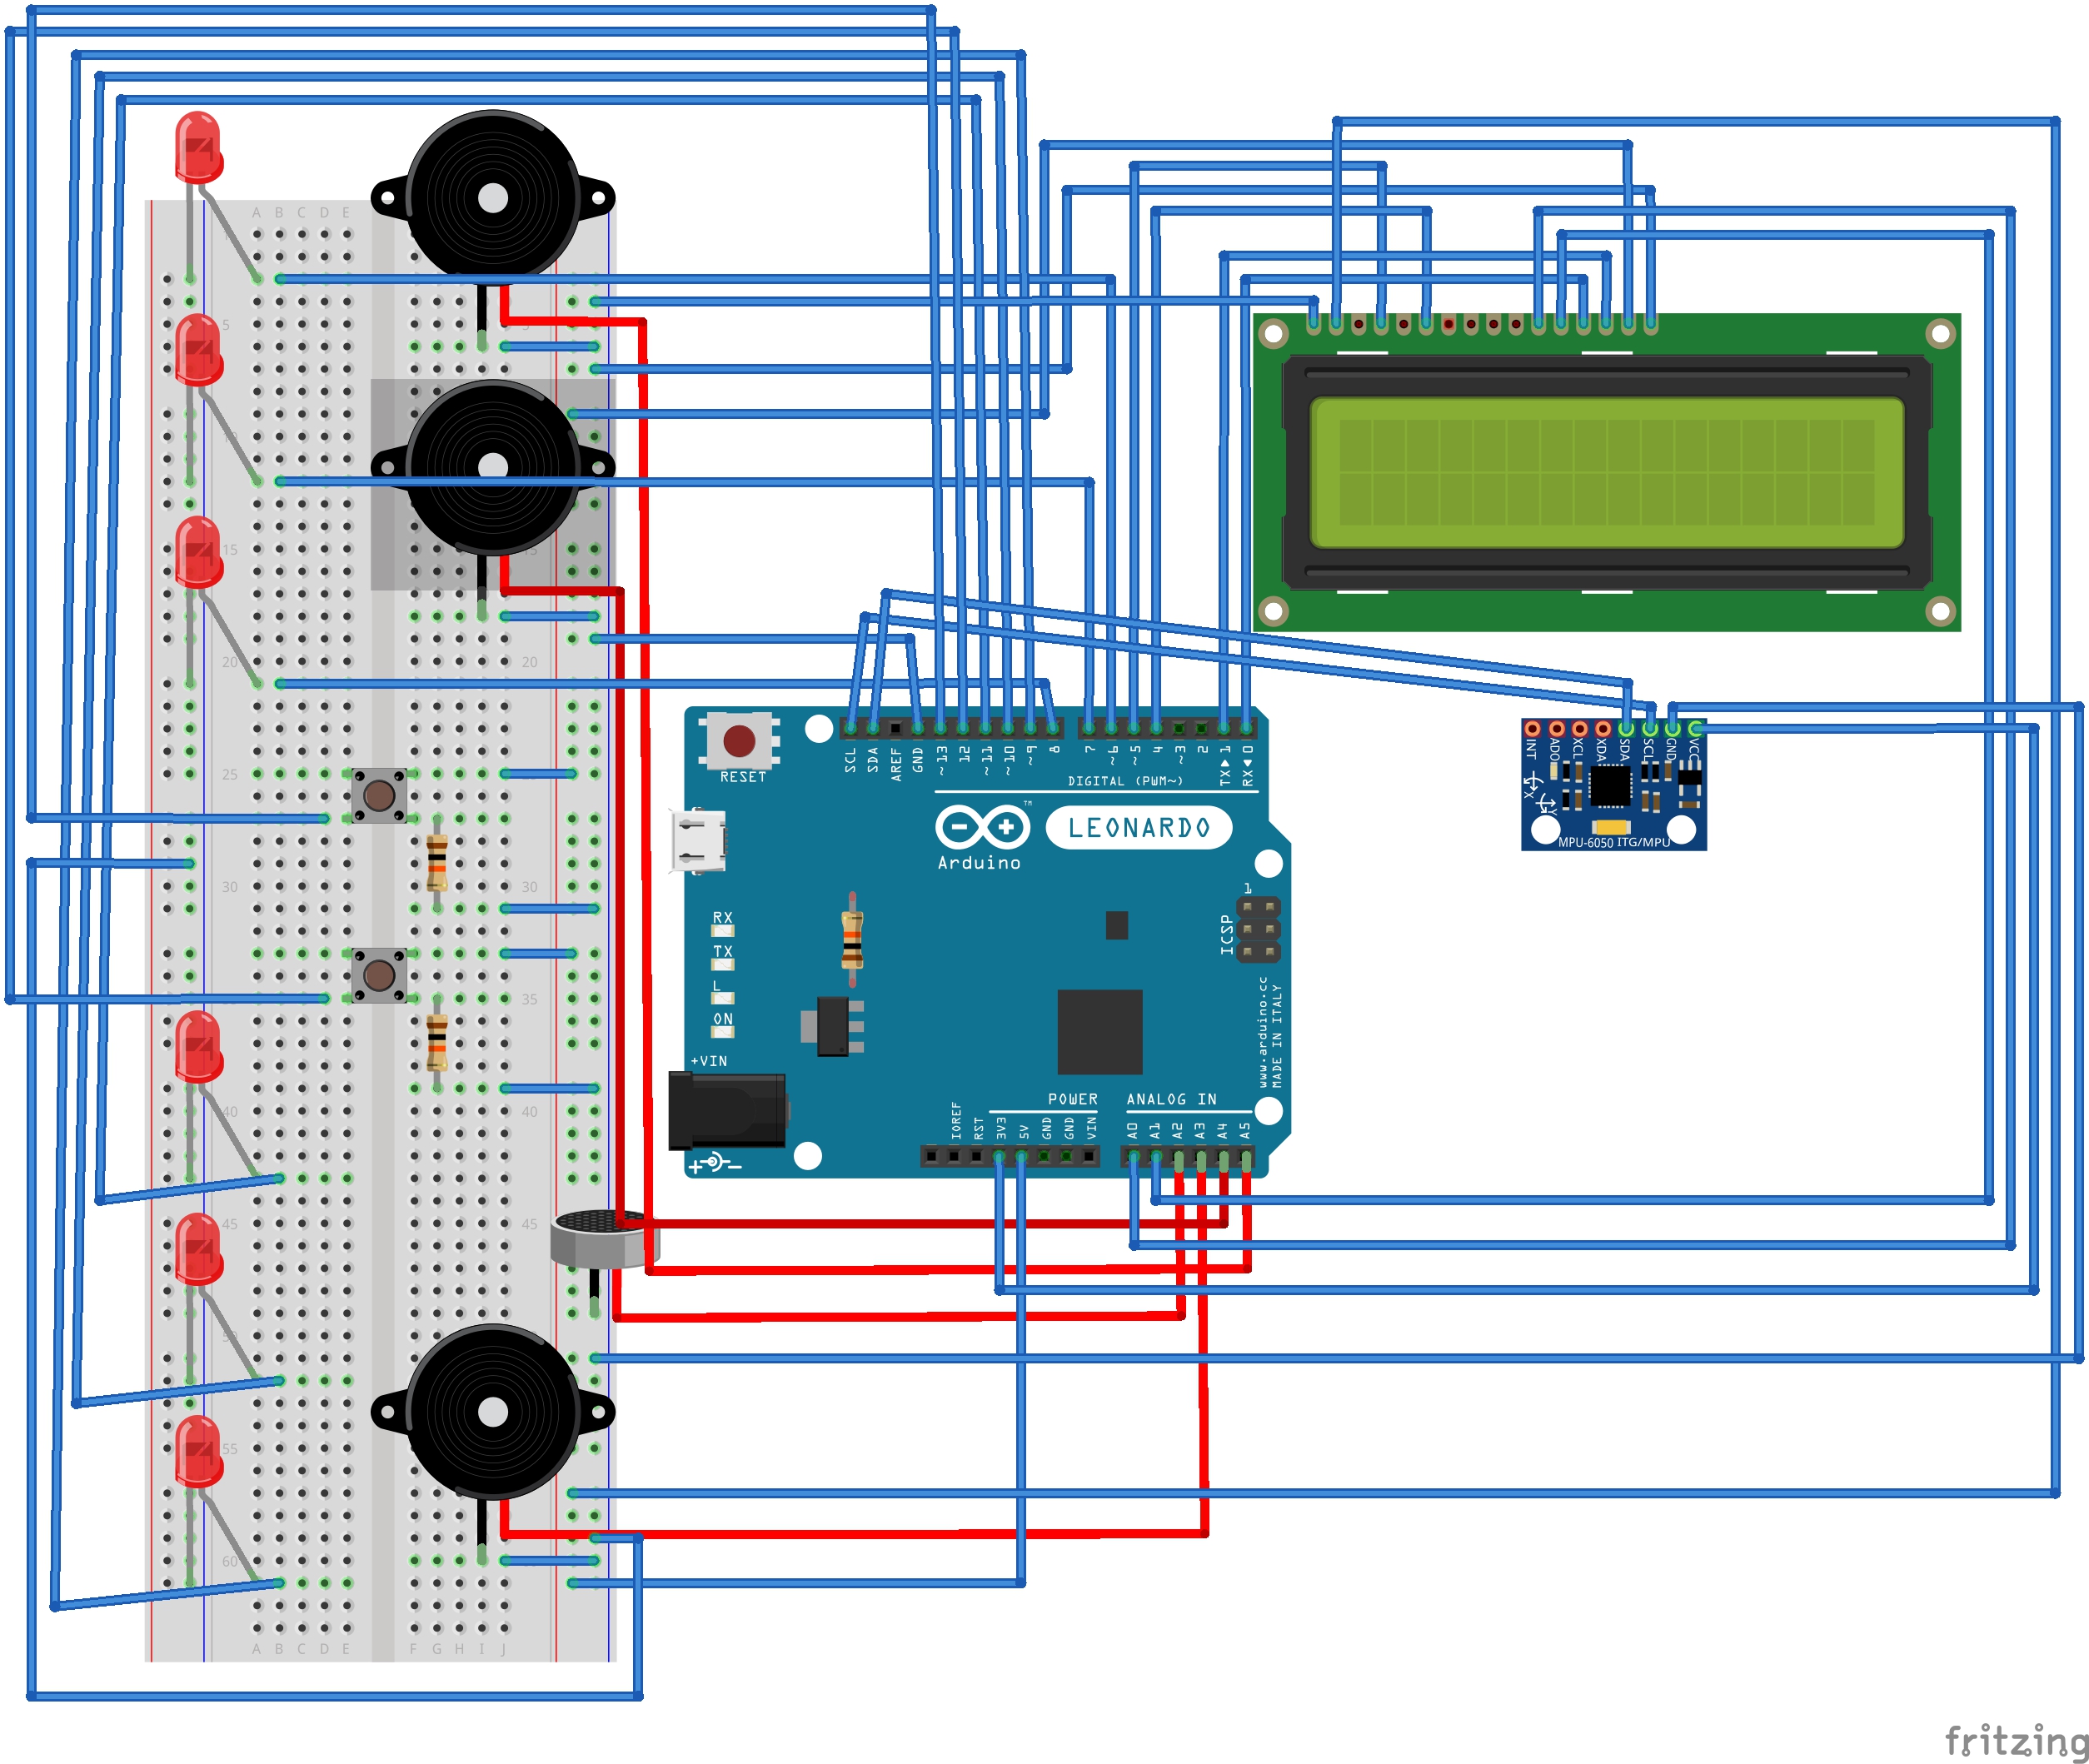 A B C D E
5
5
15
15
20
20
25
30
30
35
40
40
45
45
55
60
A B C D E F G H I J
RESET
SCL
SDA
AREF
GND
~13
12
~11
~10
~9
8
7
~6
~5
4
~3
2
TX 1
RX 0
DIGITAL (PWM~)
TM
LEONARDO
Arduino
RX
TX
L
ON
+VIN
1
ICSP
www.arduino.cc
MADE IN ITALY
POWER
ANALOG IN
IOREF
RST
3V3
5V
GND
GND
VIN
A0
A1
A2
A3
A4
A5
INT
AD0
XCL
XDA
SDA
SCL
GND
VCC
X
Y
MPU-6050 ITG/MPU
fritzing